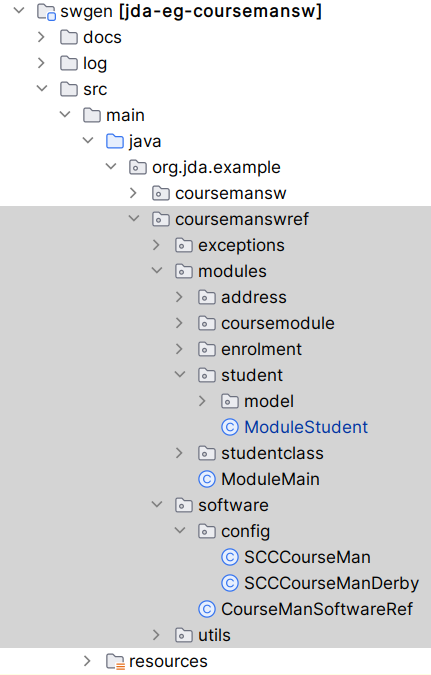 swgen [jda-eg-coursemansw]
docs
log
src
main
java
org.jda.example
coursemansw
coursemanswref
exceptions
modules
address
coursemodule
enrolment
student
model
ModuleStudent
studentclass
ModuleMain
software
config
SCCCourseMan
SCCCourseManDerby
CourseManSoftwareRef
utils
resources